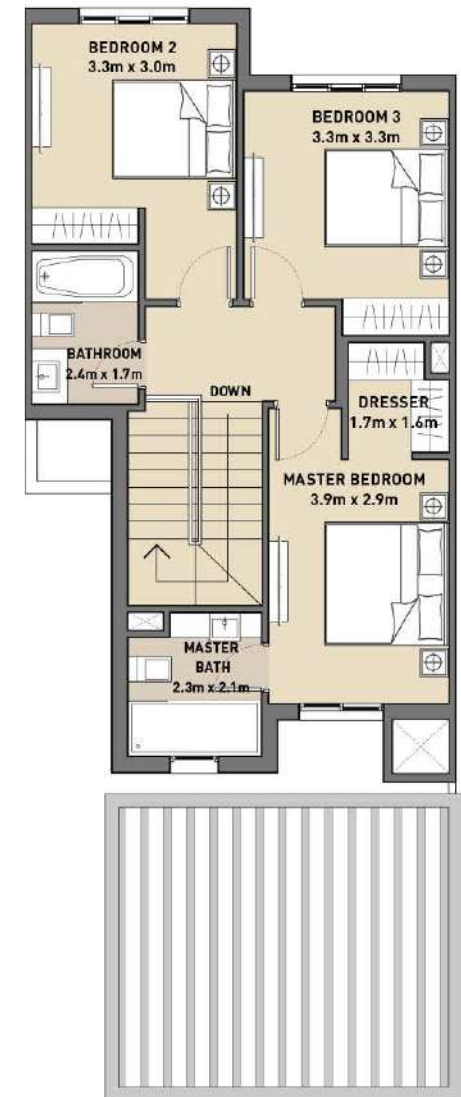 BEDROOM 2
3.3m x 3.0m
BEDROOM 3
3.3m x 3.3m
BATHROOM
2.4m x 1.7m
DOWN
DRESSER
1.7m x 1.6m
MASTER BEDROOM
3.9m x 2.9m
MASTER
BATH
2.3m x 2.1m